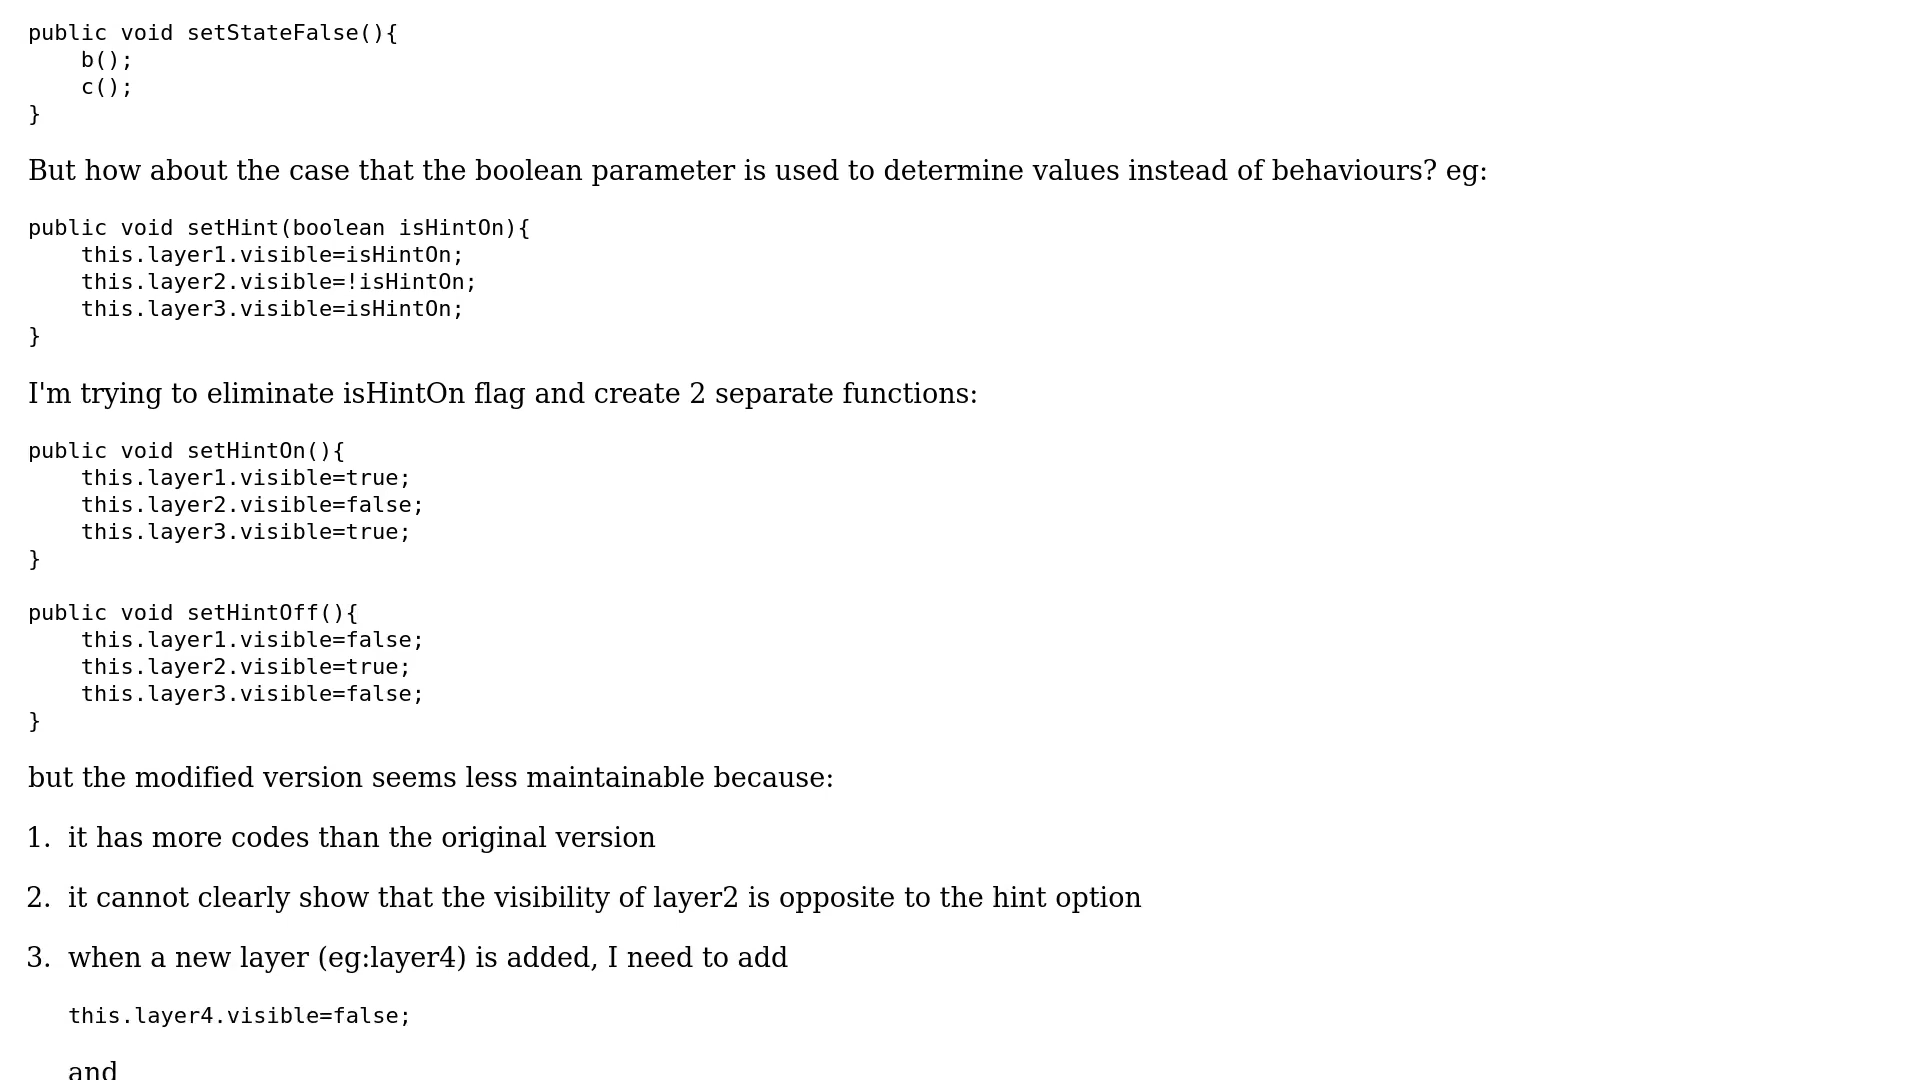 public void setStateFalse(){
    b();
    c();
}
But how about the case that the boolean parameter is used to determine values instead of behaviours? eg:
public void setHint(boolean isHintOn){
    this.layer1.visible=isHintOn;
    this.layer2.visible=!isHintOn;
    this.layer3.visible=isHintOn;
}
I'm trying to eliminate isHintOn flag and create 2 separate functions:
public void setHintOn(){
    this.layer1.visible=true;
    this.layer2.visible=false;
    this.layer3.visible=true;
}
public void setHintOff(){
    this.layer1.visible=false;
    this.layer2.visible=true;
    this.layer3.visible=false;
}
but the modified version seems less maintainable because:
1. it has more codes than the original version
2. it cannot clearly show that the visibility of layer2 is opposite to the hint option
3. when a new layer (eg:layer4) is added, I need to add
this.layer4.visible=false;
and